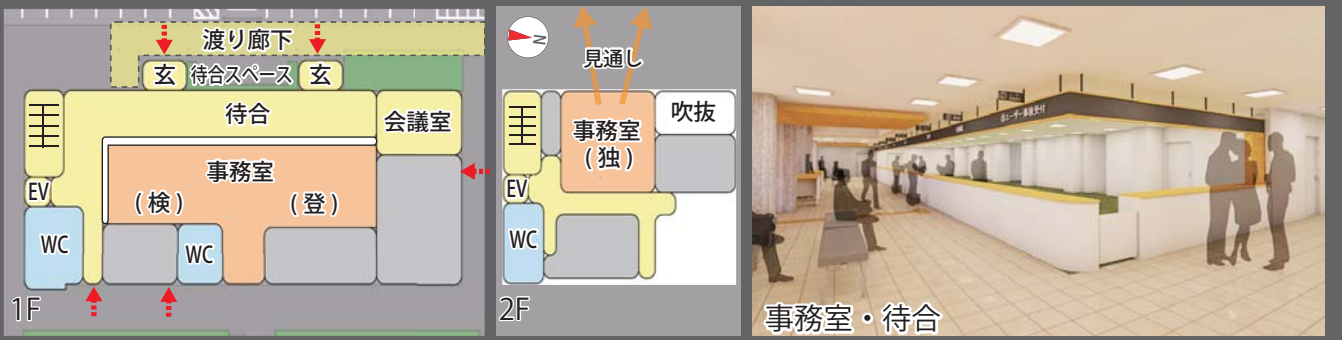 渡り廊下
玄
待合スペース
玄
待合
会議室
事務室
(検)
(登)
EV
WC
WC
1F
N
見通し
事務室
(独)
吹抜
EV
WC
2F
事務室・待合